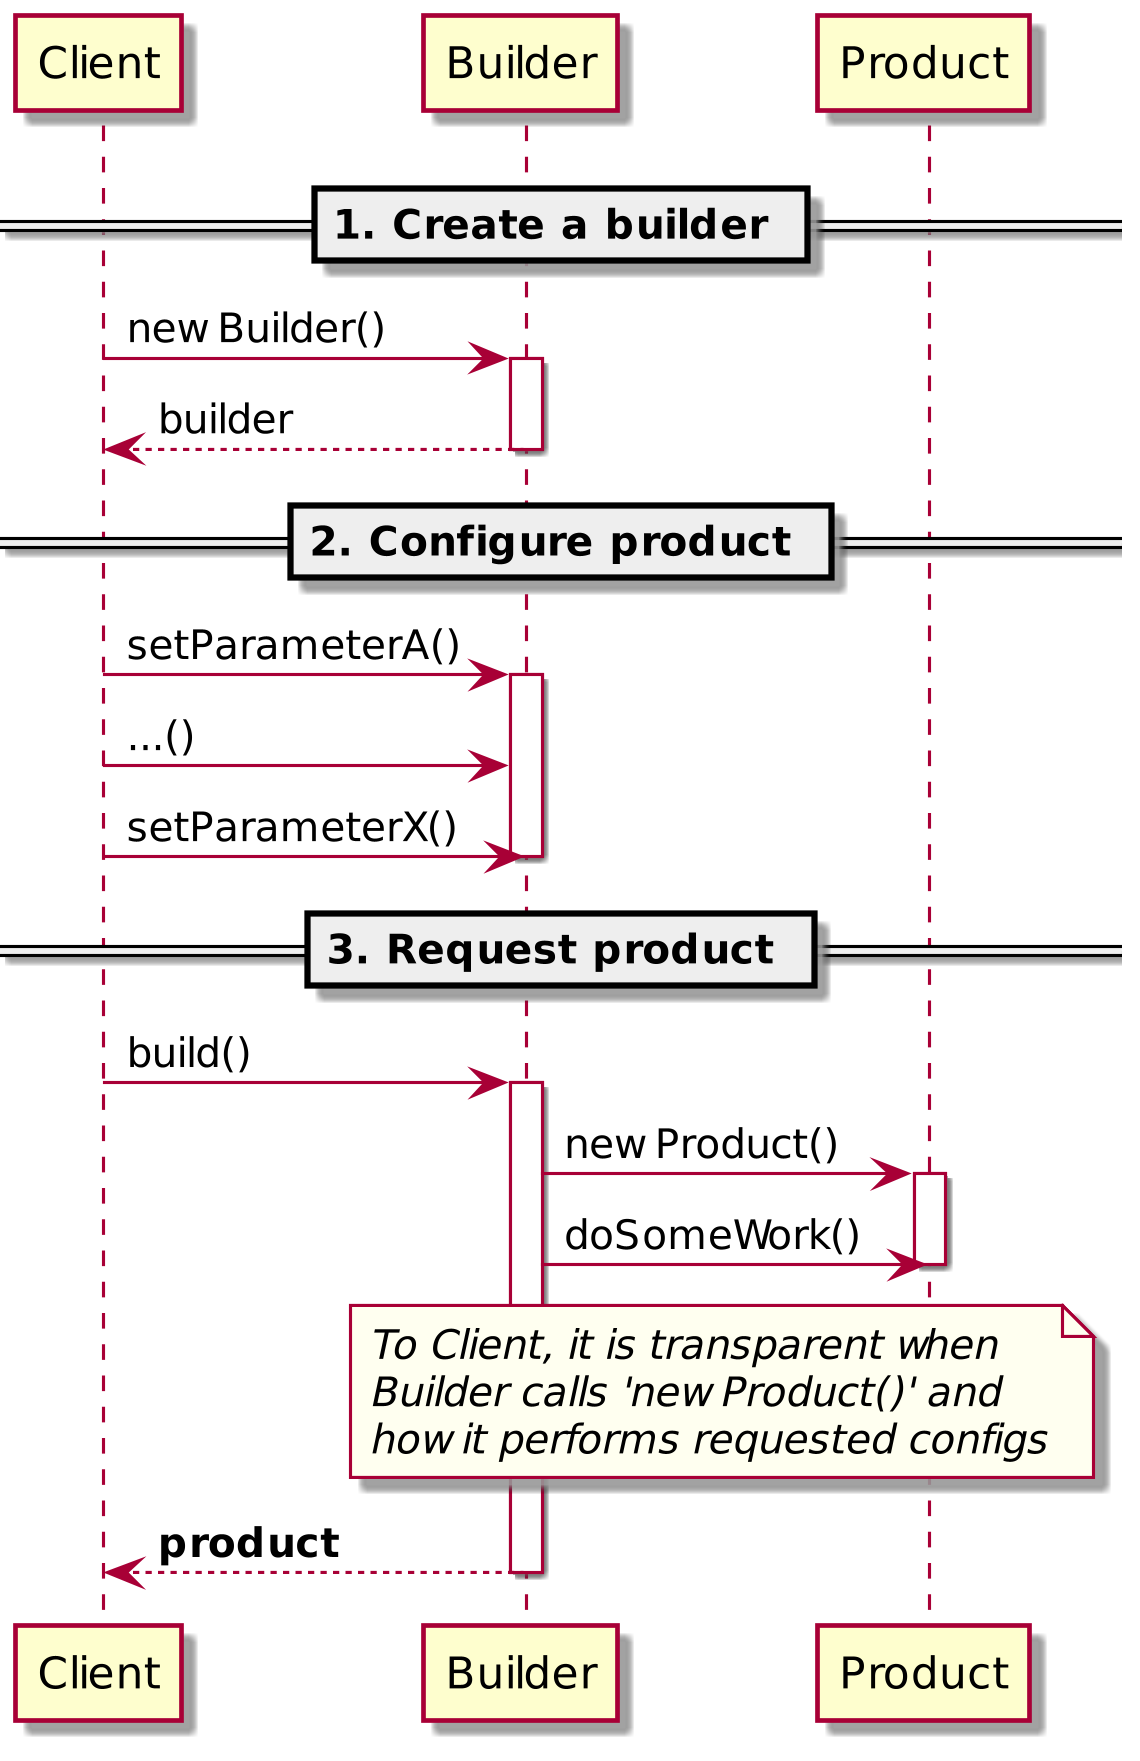 Client
Builder
Product
1. Create a builder
new Builder()
builder
2. Configure product
setParameterA()
...()
setParameterX()
3. Request product
build()
new Product()
doSomeWork()
To Client, it is transparent when
Builder calls 'new Product()' and
how it performs requested configs
product
Client
Builder
Product